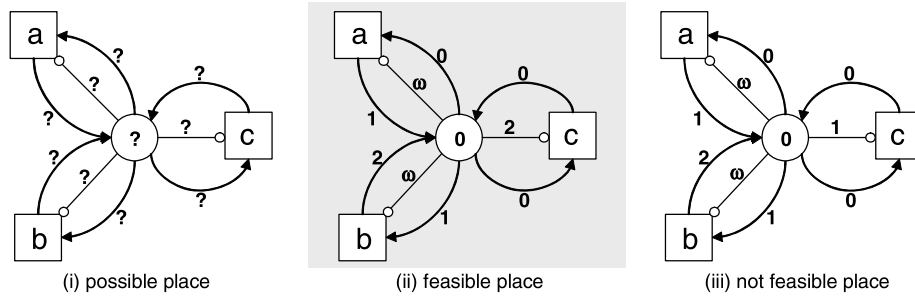 a
?
?
?
?
?
?
c
?
?
?
?
b
(i) possible place
a
0
ω
1
0
0
2
c
2
ω
1
0
b
(ii) feasible place
a
0
ω
1
0
0
1
c
2
ω
1
0
b
(iii) not feasible place